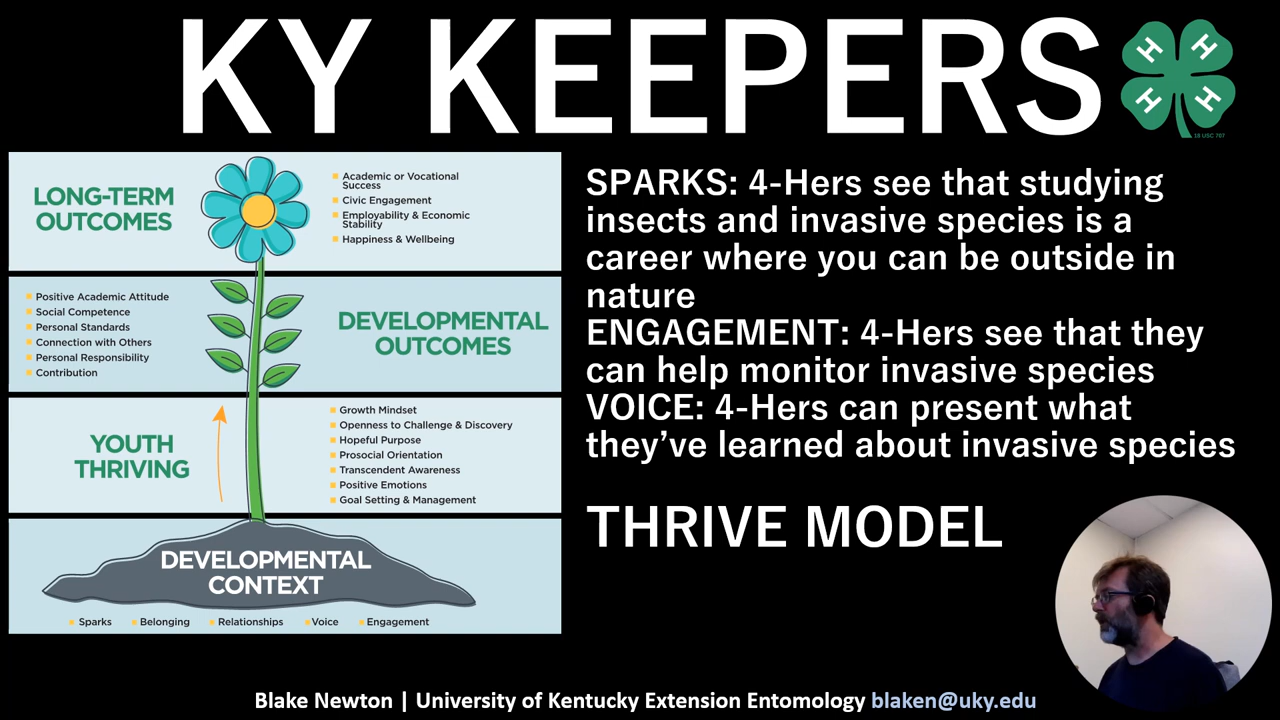 KY KEEPERS
H H
H H
18 USC 707
LONG-TERM
OUTCOMES
Academic or Vocational
Success
Civic Engagement
Employability & Economic
Stability
Happiness & Wellbeing
Positive Academic Attitude
Social Competence
Personal Standards
Connection with Others
Personal Responsibility
Contribution
DEVELOPMENTAL
OUTCOMES
YOUTH
THRIVING
Growth Mindset
Openness to Challenge & Discovery
Hopeful Purpose
Prosocial Orientation
Transcendent Awareness
Positive Emotions
Goal Setting & Management
DEVELOPMENTAL
CONTEXT
Sparks Belonging Relationships Voice Engagement
SPARKS: 4-Hers see that studying
insects and invasive species is a
career where you can be outside in
nature
ENGAGEMENT: 4-Hers see that they
can help monitor invasive species
VOICE: 4-Hers can present what
they’ve learned about invasive species
THRIVE MODEL
Blake Newton | University of Kentucky Extension Entomology blaken@uky.edu